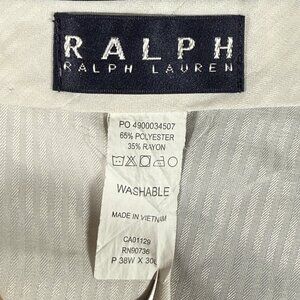 RALPH
RALPH LAUREN
PO 4900034507
65% POLYESTER
35% RAYON
WASHABLE
MADE IN VIETNAM
CA01129
RN90736
P 38W X 30L